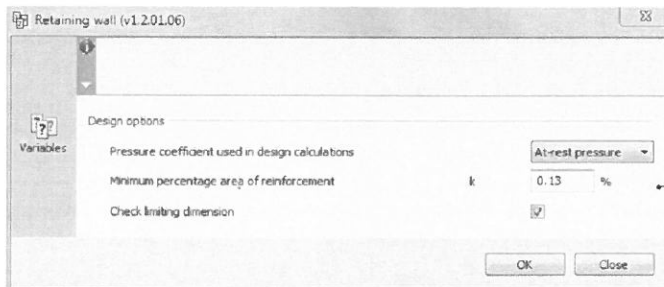 Retaining wall (v1.2.01.06)
Variables
Design options
Pressure coefficient used in design calculations At-rest pressure
Minimum percentage area of reinforcement k 0.13 %
Check limiting dimension
OK Close